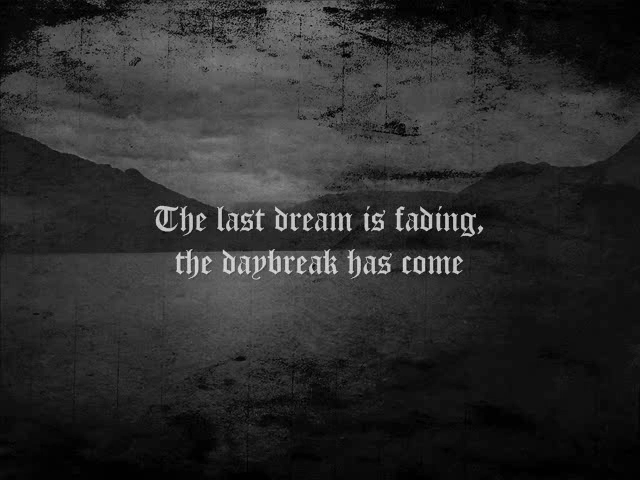 The last dream is fading,
the daybreak has come